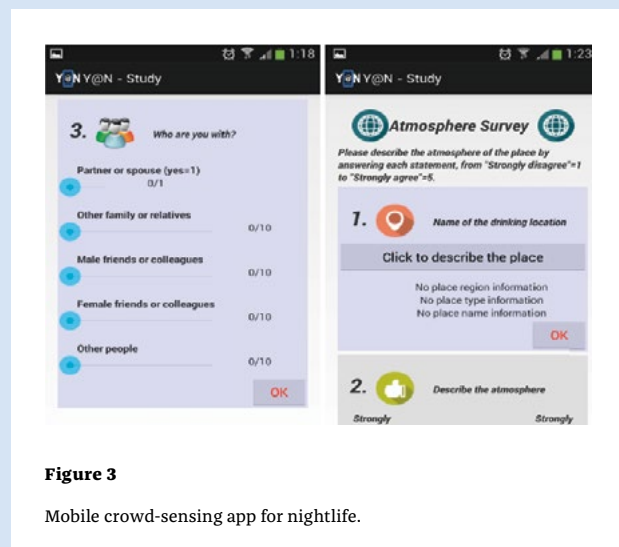 1:18
Y@N Y@N - Study
3. Who are you with?
Partner or spouse (yes=1)
0/1
Other family or relatives
0/10
Male friends or colleagues
0/10
Female friends or colleagues
0/10
Other people
0/10
OK
1:23
Y@N Y@N - Study
Atmosphere Survey
Please describe the atmosphere of the place by
answering each statement, from "Strongly disagree"=1
to "Strongly agree"=5.
1. Name of the drinking location
Click to describe the place
No place region information
No place type information
No place name information
OK
2. Describe the atmosphere
Strongly Strongly
Figure 3
Mobile crowd-sensing app for nightlife.